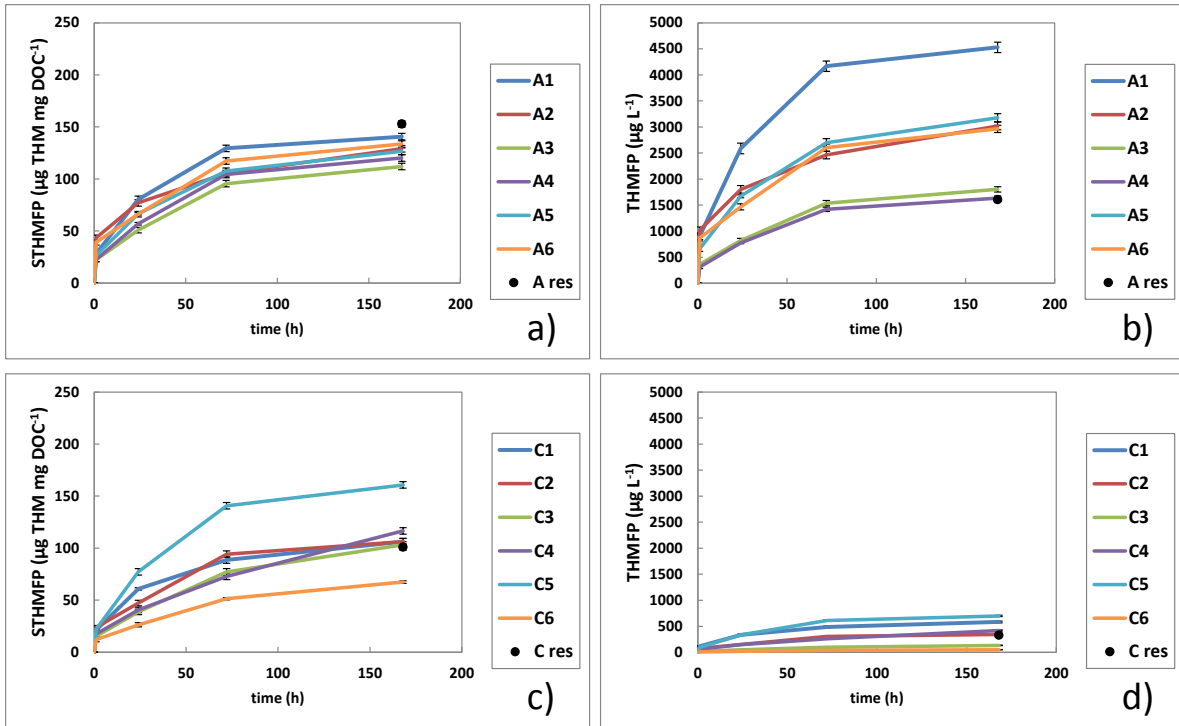 STHMFP (µg THM mg DOC⁻¹)
250
200
150
100
50
0
0 50 100 150 200
time (h)
A1
A2
A3
A4
A5
A6
A res
a)
THMFP (µg L⁻¹)
5000
4500
4000
3500
3000
2500
2000
1500
1000
500
0
0 50 100 150 200
time (h)
A1
A2
A3
A4
A5
A6
A res
b)
STHMFP (µg THM mg DOC⁻¹)
250
200
150
100
50
0
0 50 100 150 200
time (h)
C1
C2
C3
C4
C5
C6
C res
c)
THMFP (µg L⁻¹)
5000
4500
4000
3500
3000
2500
2000
1500
1000
500
0
0 50 100 150 200
time (h)
C1
C2
C3
C4
C5
C6
C res
d)